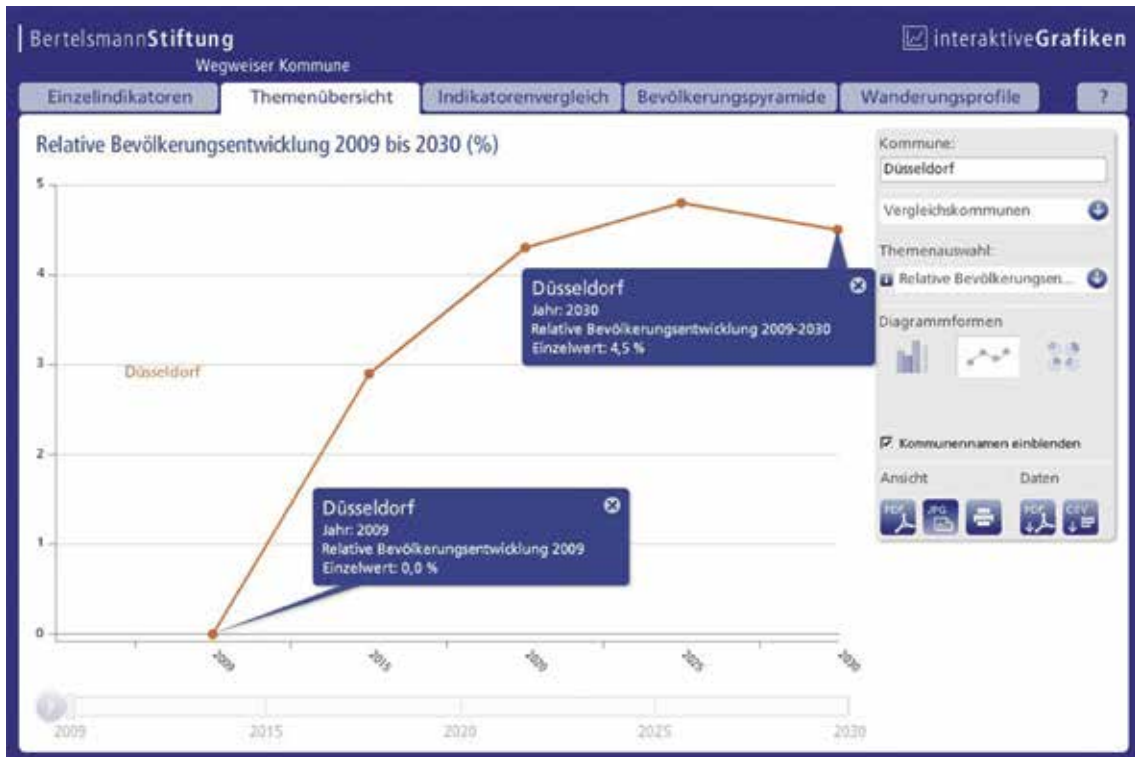 BertelsmannStiftung
Wegweiser Kommune
interaktiveGrafiken
Einzelindikatoren
Themenübersicht
Indikatorenvergleich
Bevölkerungspyramide
Wanderungsprofile
?
Relative Bevölkerungsentwicklung 2009 bis 2030 (%)
5
4
3
2
1
0
Düsseldorf
Düsseldorf
Jahr: 2030
Relative Bevölkerungsentwicklung 2009-2030
Einzelwert: 4,5 %
Düsseldorf
Jahr: 2009
Relative Bevölkerungsentwicklung 2009
Einzelwert: 0,0 %
2009
2015
2020
2025
2030
2009
2015
2020
2025
2030
Kommune:
Düsseldorf
Vergleichskommunen
Themenauswahl:
i Relative Bevölkerungsen...
Diagrammformen
Kommunennamen einblenden
Ansicht
Daten
PDF
JPG
PDF
CSV